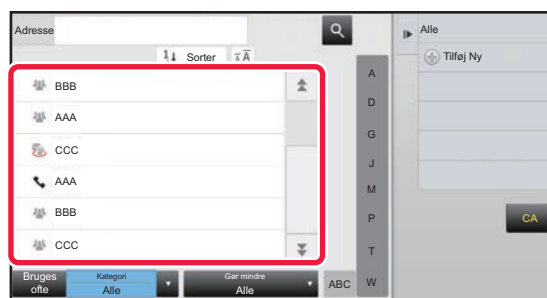 Adresse
Sorter
BBB
AAA
CCC
AAA
BBB
CCC
A
D
G
J
M
P
T
W
Bruges ofte
Kategori
Alle
Gør mindre
Alle
ABC
Alle
Tilføj Ny
CA